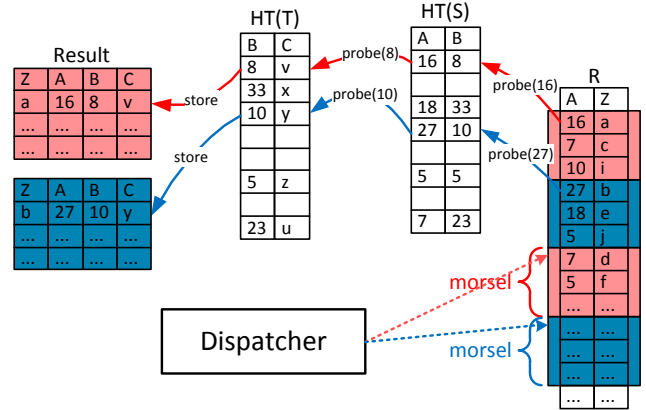 HT(T)
HT(S)
Result
R
B C
8 v
33 x
10 y
5 z
23 u
A B
16 8
18 33
27 10
5 5
7 23
Z A B C
a 16 8 v
... ... ... ...
... ... ... ...
Z A B C
b 27 10 y
... ... ... ...
... ... ... ...
A Z
16 a
7 c
10 i
27 b
18 e
5 j
7 d
5 f
... ...
... ...
... ...
... ...
... ...
store
store
probe(8)
probe(10)
probe(16)
probe(27)
morsel
morsel
Dispatcher